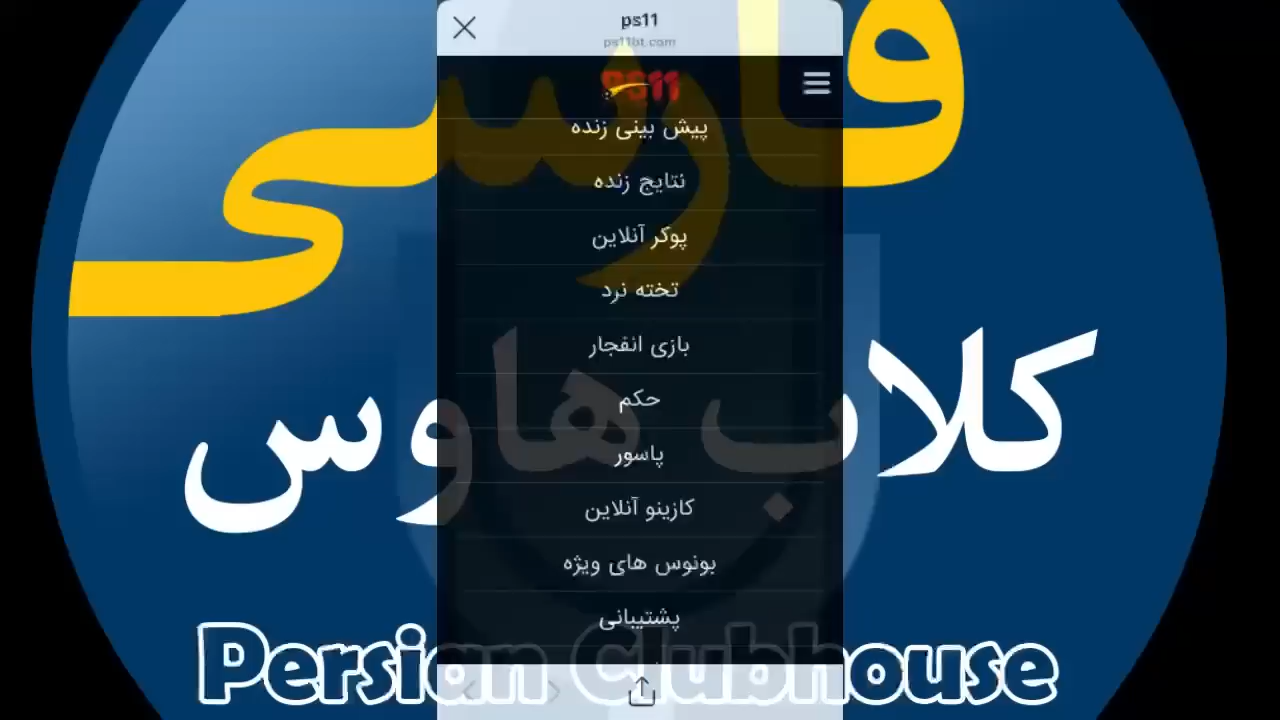 ps11
ps11bt.com
PS11
پیش بینی زنده
نتایج زنده
پوکر آنلاین
تخته نرد
بازی انفجار
حکم
پاسور
کازینو آنلاین
بونوس های ویژه
پشتیبانی
فارسی
کلاب هاوس
Persian Clubhouse